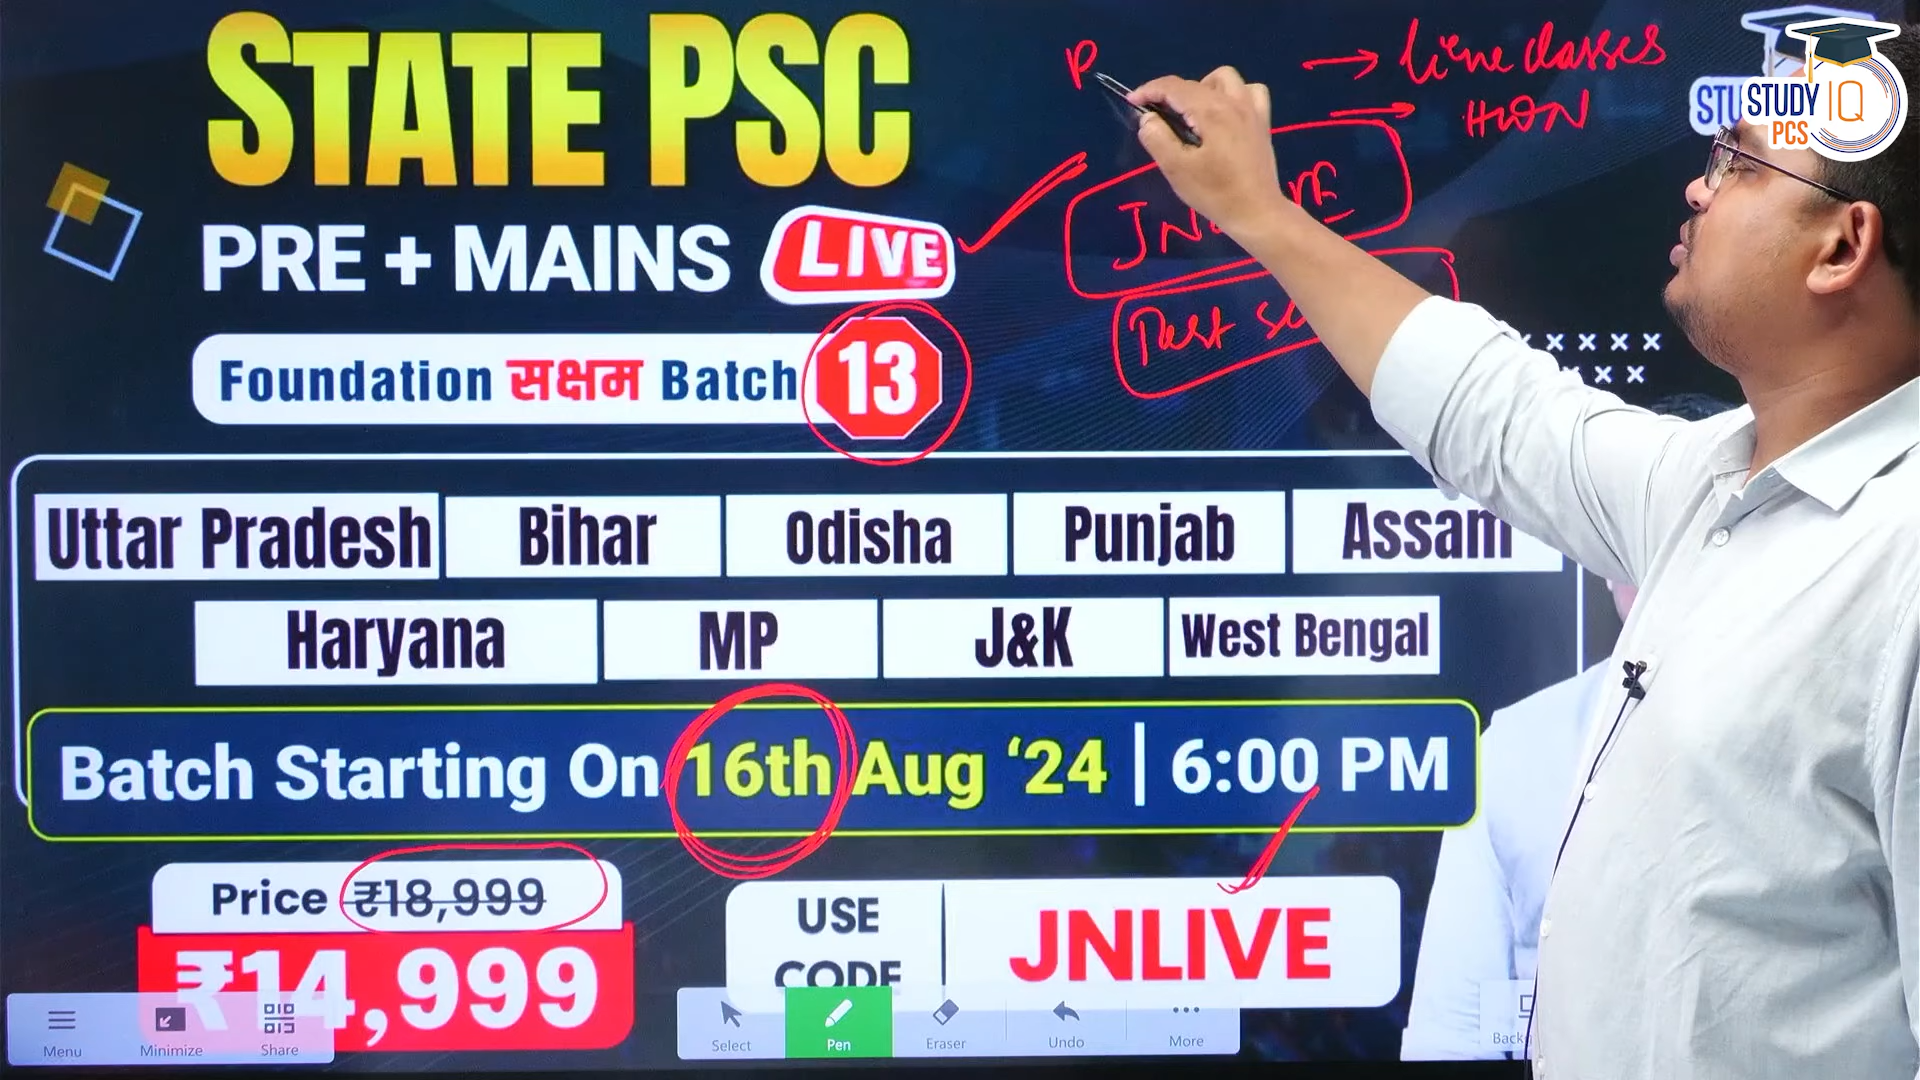 STATE PSC
PRE + MAINS LIVE
Foundation सक्षम Batch 13
→ live classes
HWN
P
Test
STUDY IQ
PCS
Uttar Pradesh Bihar Odisha Punjab Assam
Haryana MP J&K West Bengal
Batch Starting On 16th Aug ‘24 | 6:00 PM
Price ₹18,999
₹14,999
USE CODE JNLIVE
Menu Minimize Share Select Pen Eraser Undo More